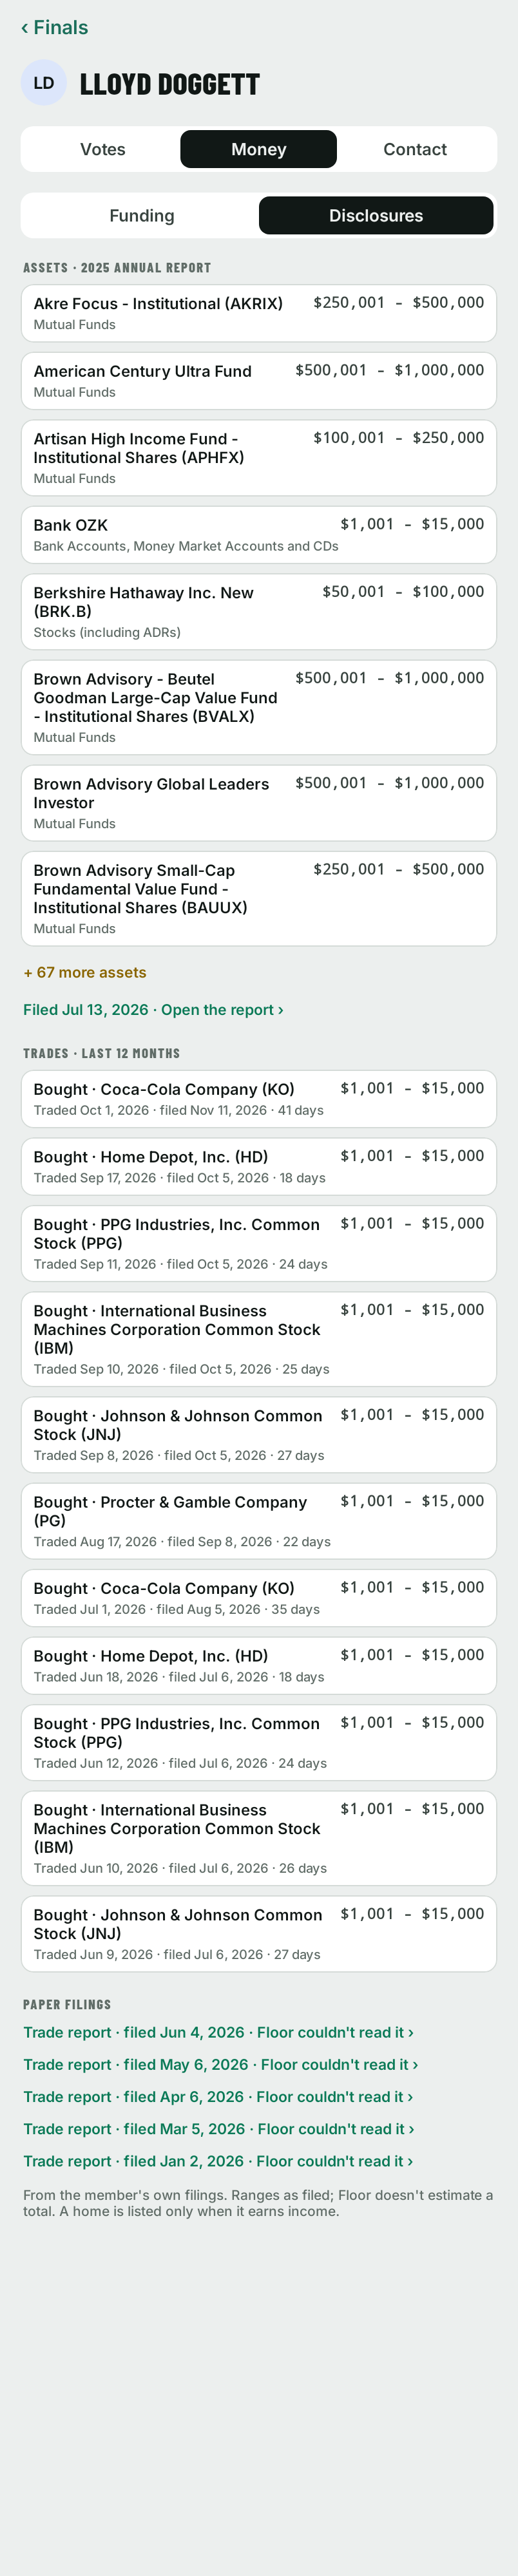 ‹ Finals
LD
LLOYD DOGGETT
Votes
Money
Contact
Funding
Disclosures
ASSETS · 2025 ANNUAL REPORT
Akre Focus - Institutional (AKRIX)
$250,001 – $500,000
Mutual Funds
American Century Ultra Fund
$500,001 – $1,000,000
Mutual Funds
Artisan High Income Fund -
Institutional Shares (APHFX)
$100,001 – $250,000
Mutual Funds
Bank OZK
$1,001 – $15,000
Bank Accounts, Money Market Accounts and CDs
Berkshire Hathaway Inc. New
(BRK.B)
$50,001 – $100,000
Stocks (including ADRs)
Brown Advisory - Beutel
Goodman Large-Cap Value Fund
- Institutional Shares (BVALX)
$500,001 – $1,000,000
Mutual Funds
Brown Advisory Global Leaders
Investor
$500,001 – $1,000,000
Mutual Funds
Brown Advisory Small-Cap
Fundamental Value Fund -
Institutional Shares (BAUUX)
$250,001 – $500,000
Mutual Funds
+ 67 more assets
Filed Jul 13, 2026 · Open the report ›
TRADES · LAST 12 MONTHS
Bought · Coca-Cola Company (KO)
$1,001 – $15,000
Traded Oct 1, 2026 · filed Nov 11, 2026 · 41 days
Bought · Home Depot, Inc. (HD)
$1,001 – $15,000
Traded Sep 17, 2026 · filed Oct 5, 2026 · 18 days
Bought · PPG Industries, Inc. Common
Stock (PPG)
$1,001 – $15,000
Traded Sep 11, 2026 · filed Oct 5, 2026 · 24 days
Bought · International Business
Machines Corporation Common Stock
(IBM)
$1,001 – $15,000
Traded Sep 10, 2026 · filed Oct 5, 2026 · 25 days
Bought · Johnson & Johnson Common
Stock (JNJ)
$1,001 – $15,000
Traded Sep 8, 2026 · filed Oct 5, 2026 · 27 days
Bought · Procter & Gamble Company
(PG)
$1,001 – $15,000
Traded Aug 17, 2026 · filed Sep 8, 2026 · 22 days
Bought · Coca-Cola Company (KO)
$1,001 – $15,000
Traded Jul 1, 2026 · filed Aug 5, 2026 · 35 days
Bought · Home Depot, Inc. (HD)
$1,001 – $15,000
Traded Jun 18, 2026 · filed Jul 6, 2026 · 18 days
Bought · PPG Industries, Inc. Common
Stock (PPG)
$1,001 – $15,000
Traded Jun 12, 2026 · filed Jul 6, 2026 · 24 days
Bought · International Business
Machines Corporation Common Stock
(IBM)
$1,001 – $15,000
Traded Jun 10, 2026 · filed Jul 6, 2026 · 26 days
Bought · Johnson & Johnson Common
Stock (JNJ)
$1,001 – $15,000
Traded Jun 9, 2026 · filed Jul 6, 2026 · 27 days
PAPER FILINGS
Trade report · filed Jun 4, 2026 · Floor couldn't read it ›
Trade report · filed May 6, 2026 · Floor couldn't read it ›
Trade report · filed Apr 6, 2026 · Floor couldn't read it ›
Trade report · filed Mar 5, 2026 · Floor couldn't read it ›
Trade report · filed Jan 2, 2026 · Floor couldn't read it ›
From the member's own filings. Ranges as filed; Floor doesn't estimate a
total. A home is listed only when it earns income.